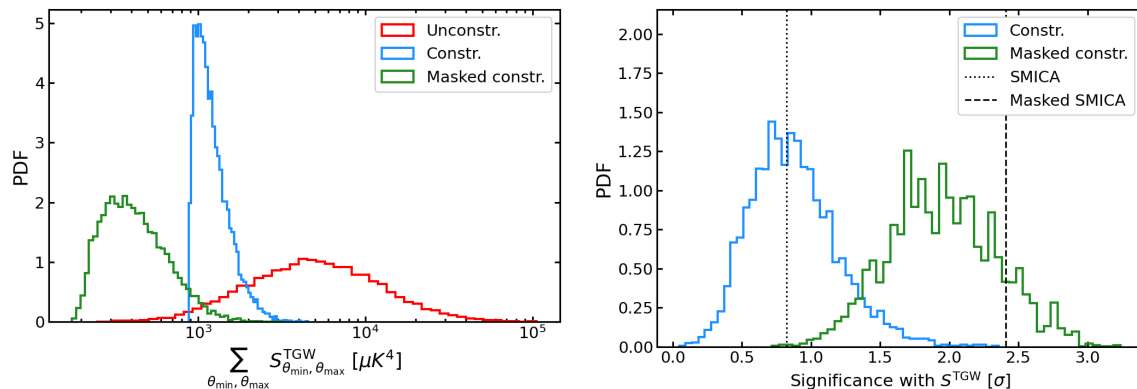 PDF
5
4
3
2
1
0
10³
10⁴
10⁵
∑ S^TGW_θmin, θmax [μK⁴]
θmin, θmax
Unconstr.
Constr.
Masked constr.
PDF
2.00
1.75
1.50
1.25
1.00
0.75
0.50
0.25
0.00
0.0
0.5
1.0
1.5
2.0
2.5
3.0
Significance with S^TGW [σ]
Constr.
Masked constr.
SMICA
Masked SMICA